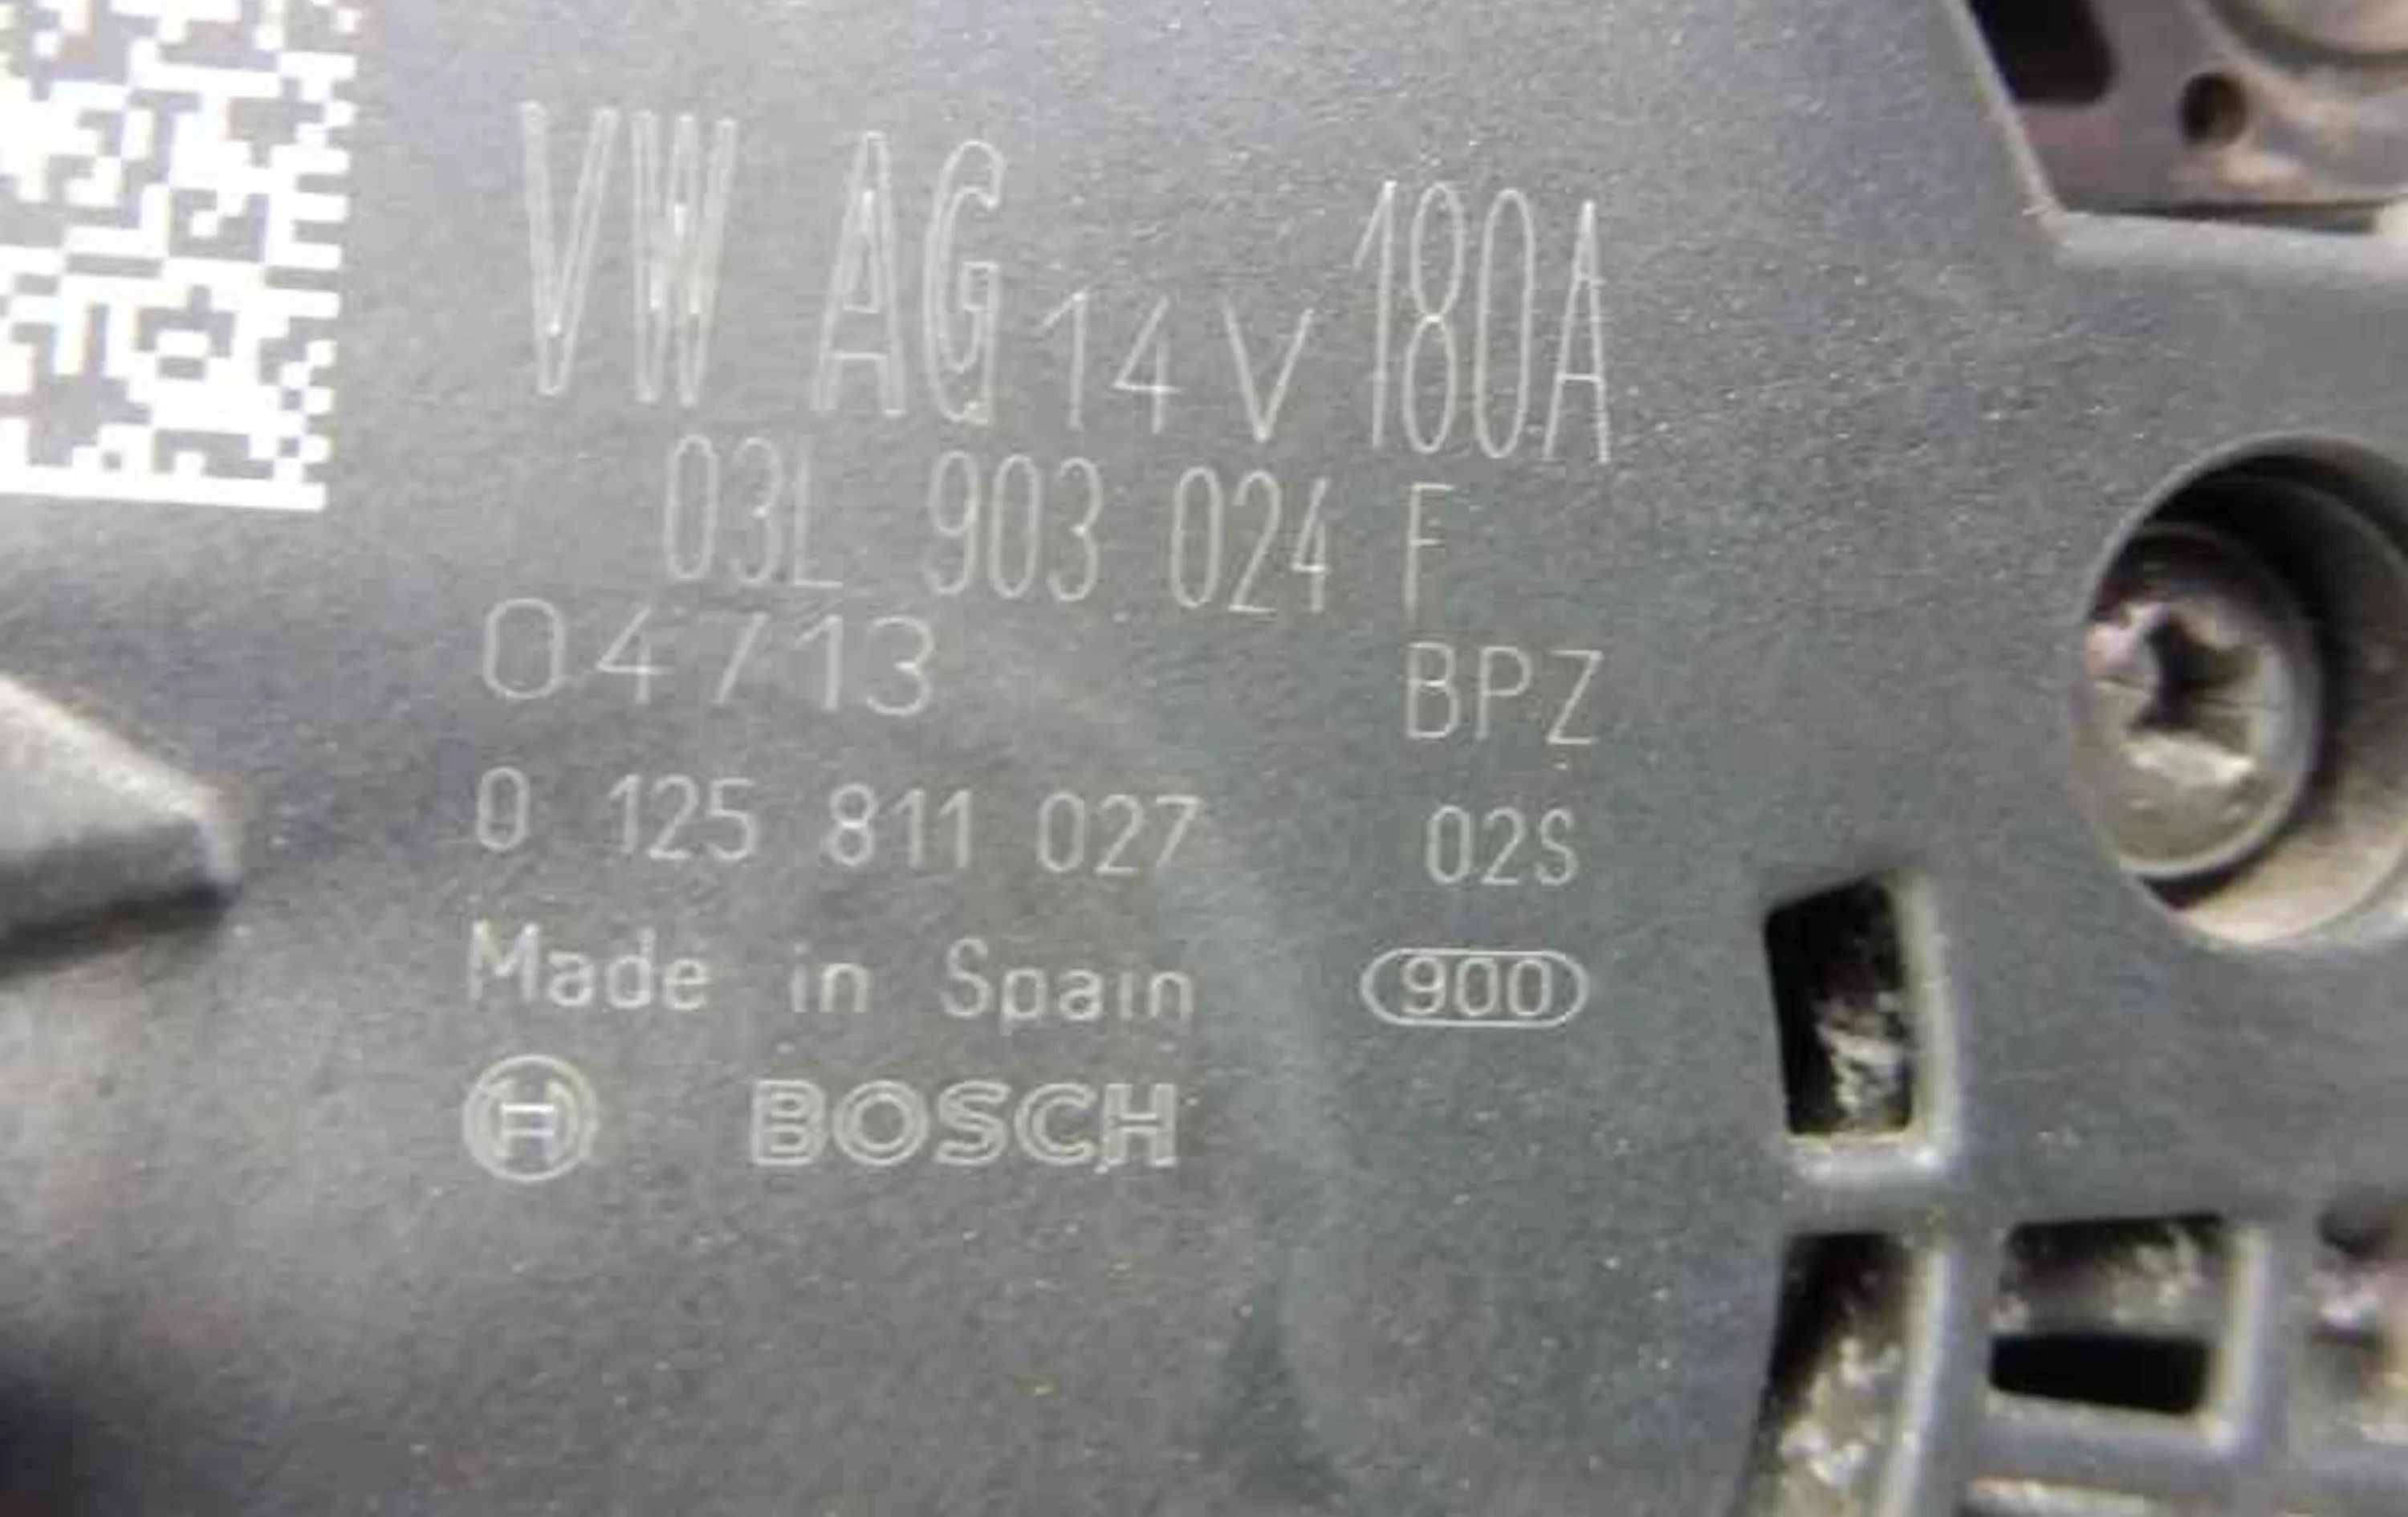 VW AG 14V 180A
03L 903 024 F
04/13 BPZ
0 125 811 027 02S
Made in Spain 900
BOSCH